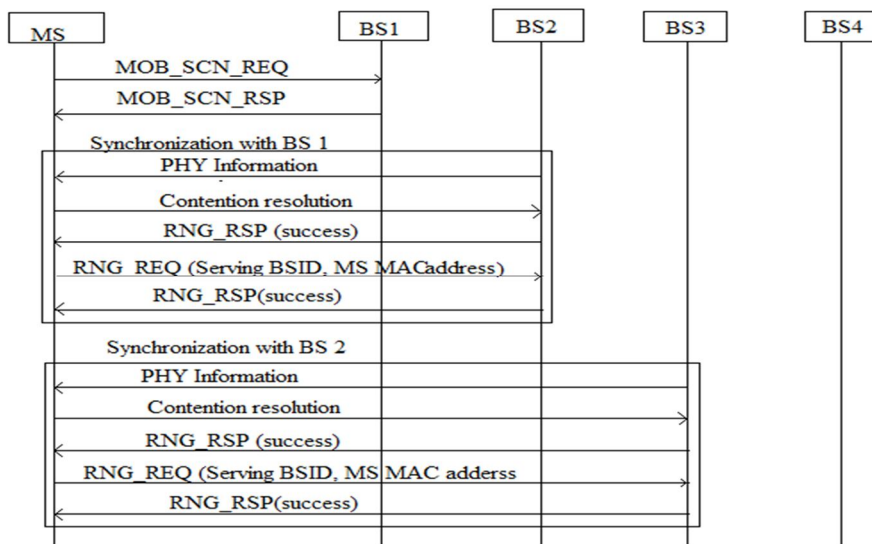 MS BS1 BS2 BS3 BS4
MOB_SCN_REQ
MOB_SCN_RSP
Synchronization with BS 1
PHY Information
Contention resolution
RNG_RSP (success)
RNG_REQ (Serving BSID, MS MACaddress)
RNG_RSP(success)
Synchronization with BS 2
PHY Information
Contention resolution
RNG_RSP (success)
RNG_REQ (Serving BSID, MS MAC adderss
RNG_RSP(success)